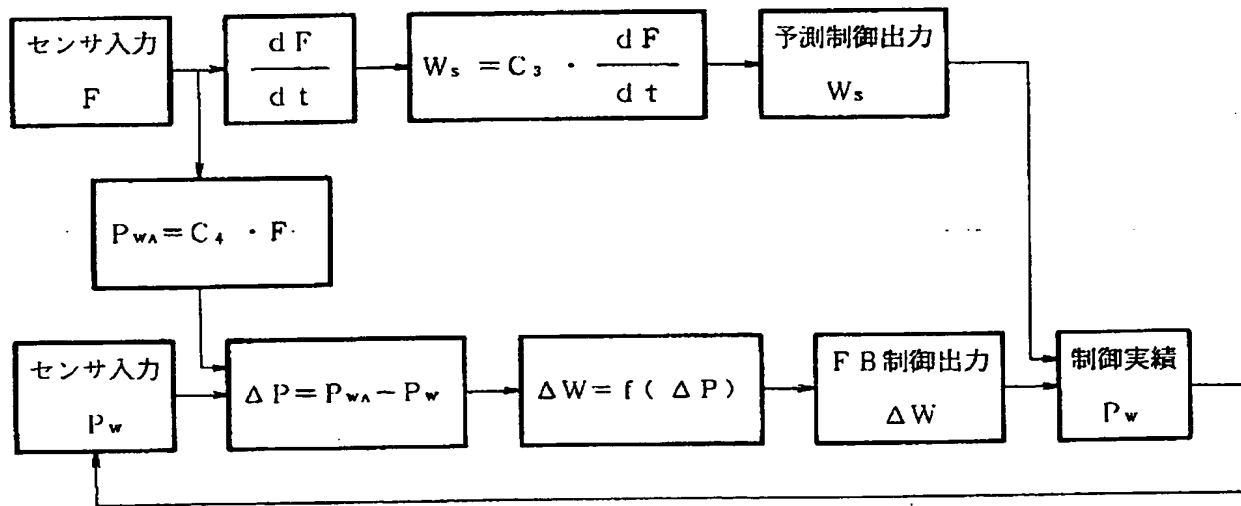 センサ入力
F
dF
dt
Ws = C3 ・ dF
dt
予測制御出力
Ws
PWA = C4 ・ F
センサ入力
Pw
ΔP = PWA − Pw
ΔW = f ( ΔP )
FB制御出力
ΔW
制御実績
Pw